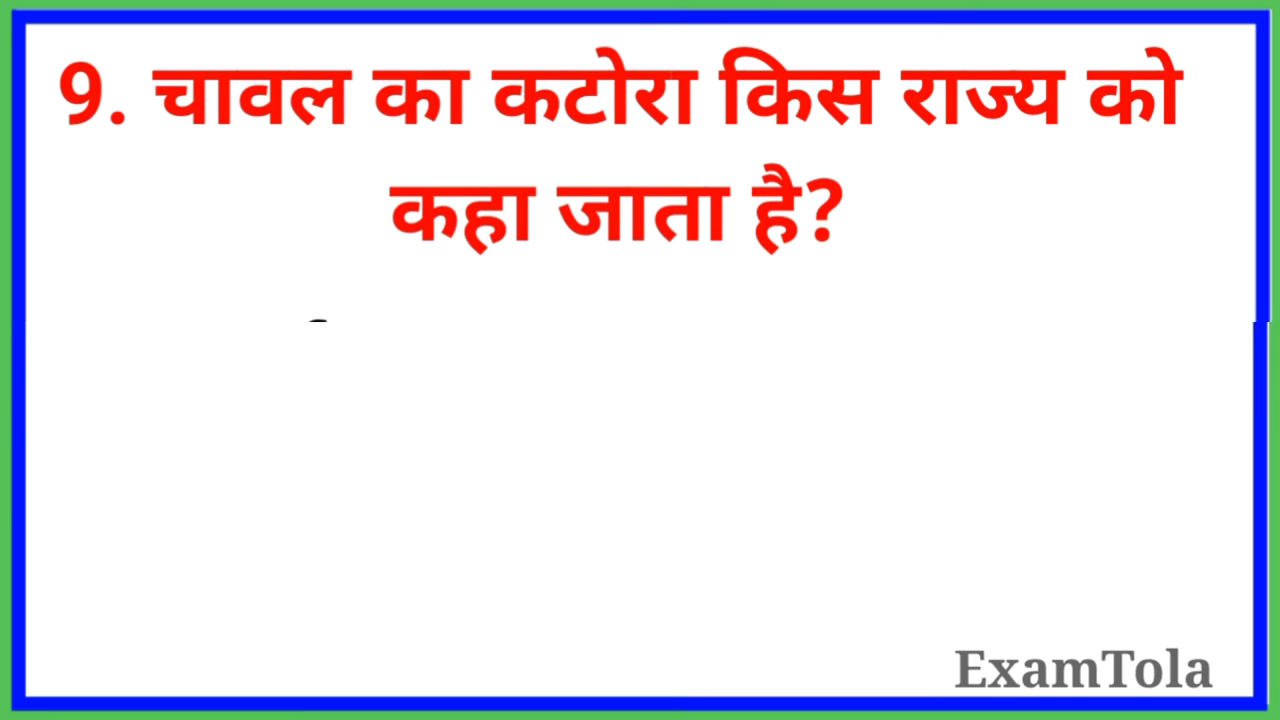 9. चावल का कटोरा किस राज्य को
कहा जाता है?
ExamTola